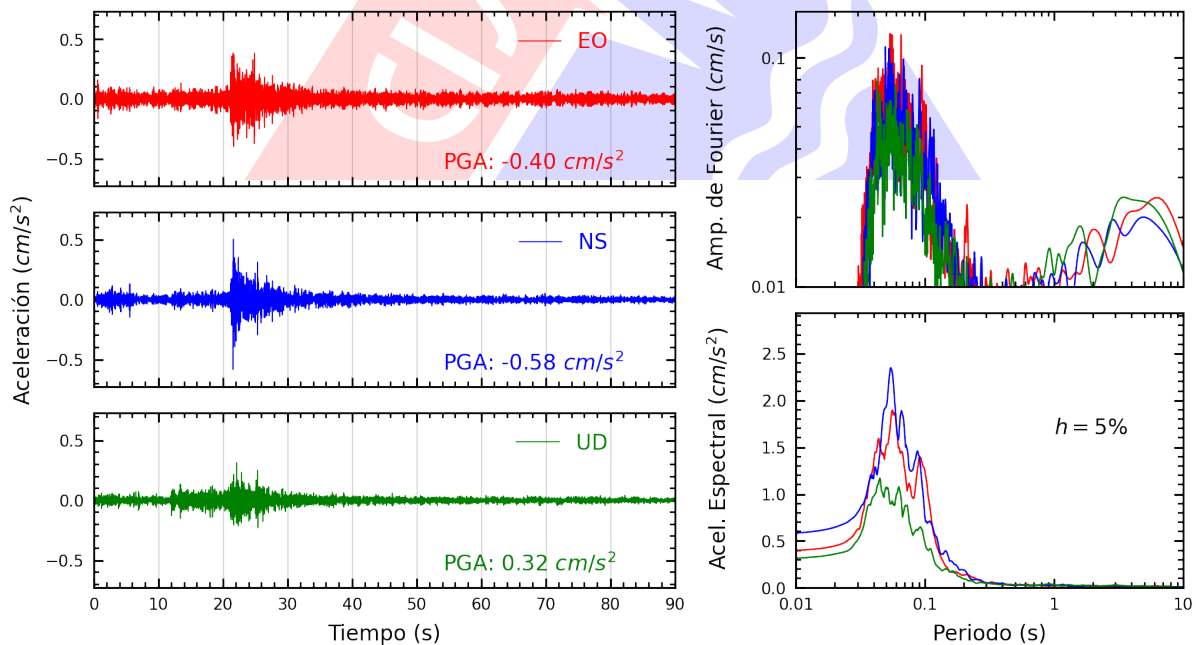 Aceleración (cm/s²)
0.5
0.0
−0.5
EO
PGA: -0.40 cm/s²
0.5
0.0
−0.5
NS
PGA: -0.58 cm/s²
0.5
0.0
−0.5
UD
PGA: 0.32 cm/s²
0 10 20 30 40 50 60 70 80 90
Tiempo (s)
Amp. de Fourier (cm/s)
0.1
0.01
Acel. Espectral (cm/s²)
2.5
2.0
1.5
1.0
0.5
0.0
h = 5%
0.01 0.1 1 10
Periodo (s)